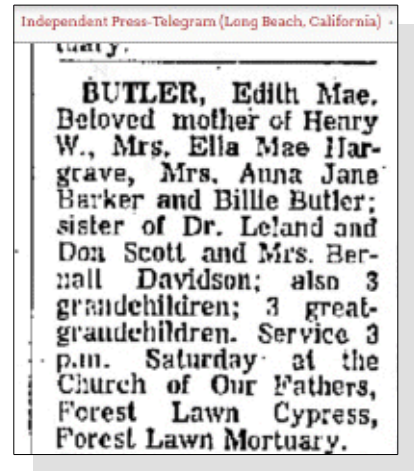 Independent Press-Telegram (Long Beach, California)
tuary.
BUTLER, Edith Mae.
Beloved mother of Henry
W., Mrs. Ella Mae Har-
grave, Mrs. Anna Jane
Barker and Billie Butler;
sister of Dr. Leland and
Don Scott and Mrs. Ber-
nall Davidson; also 3
grandchildren; 3 great-
grandchildren. Service 3
p.m. Saturday at the
Church of Our Fathers,
Forest Lawn Cypress,
Forest Lawn Mortuary.